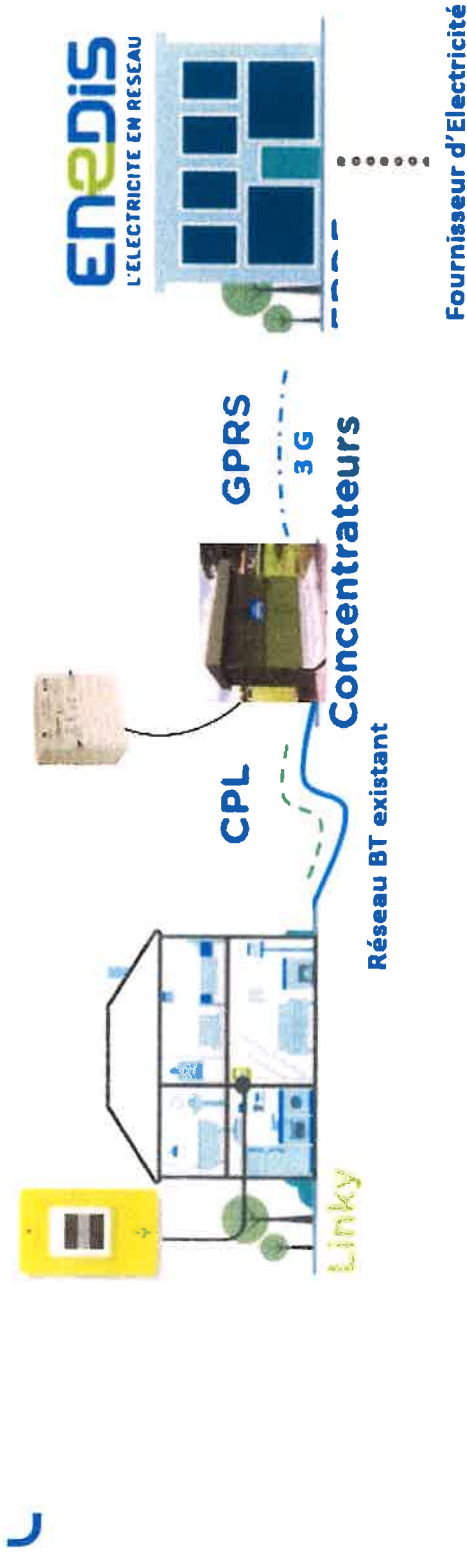 Linky
CPL
Réseau BT existant
Concentrateurs
GPRS
3 G
ENEDIS
L'ELECTRICITE EN RESEAU
Fournisseur d'Electricité